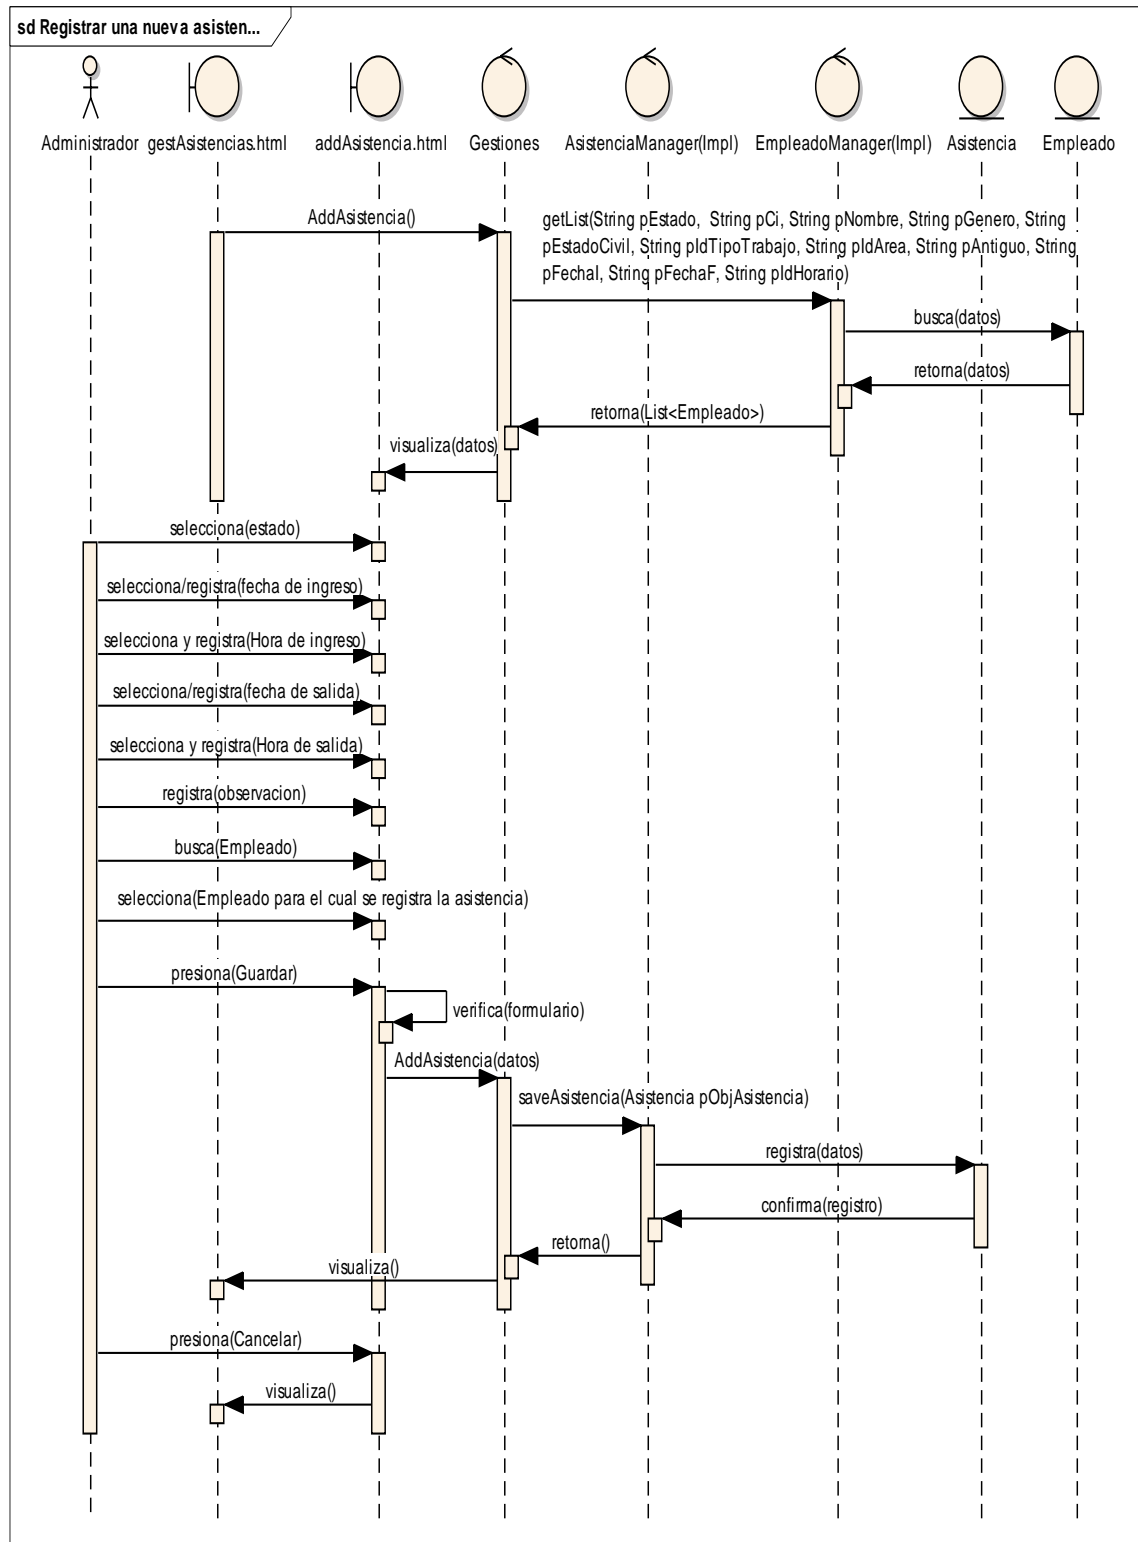 sd Registrar una nueva asisten...
Administrador
gestAsistencias.html
addAsistencia.html
Gestiones
AsistenciaManager(Impl)
EmpleadoManager(Impl)
Asistencia
Empleado
AddAsistencia()
getList(String pEstado, String pCi, String pNombre, String pGenero, String
pEstadoCivil, String pIdTipoTrabajo, String pIdArea, String pAntiguo, String
pFechaI, String pFechaF, String pIdHorario)
busca(datos)
retorna(datos)
retorna(List<Empleado>)
visualiza(datos)
selecciona(estado)
selecciona/registra(fecha de ingreso)
selecciona y registra(Hora de ingreso)
selecciona/registra(fecha de salida)
selecciona y registra(Hora de salida)
registra(observacion)
busca(Empleado)
selecciona(Empleado para el cual se registra la asistencia)
presiona(Guardar)
verifica(formulario)
AddAsistencia(datos)
saveAsistencia(Asistencia pObjAsistencia)
registra(datos)
confirma(registro)
retorna()
visualiza()
presiona(Cancelar)
visualiza()